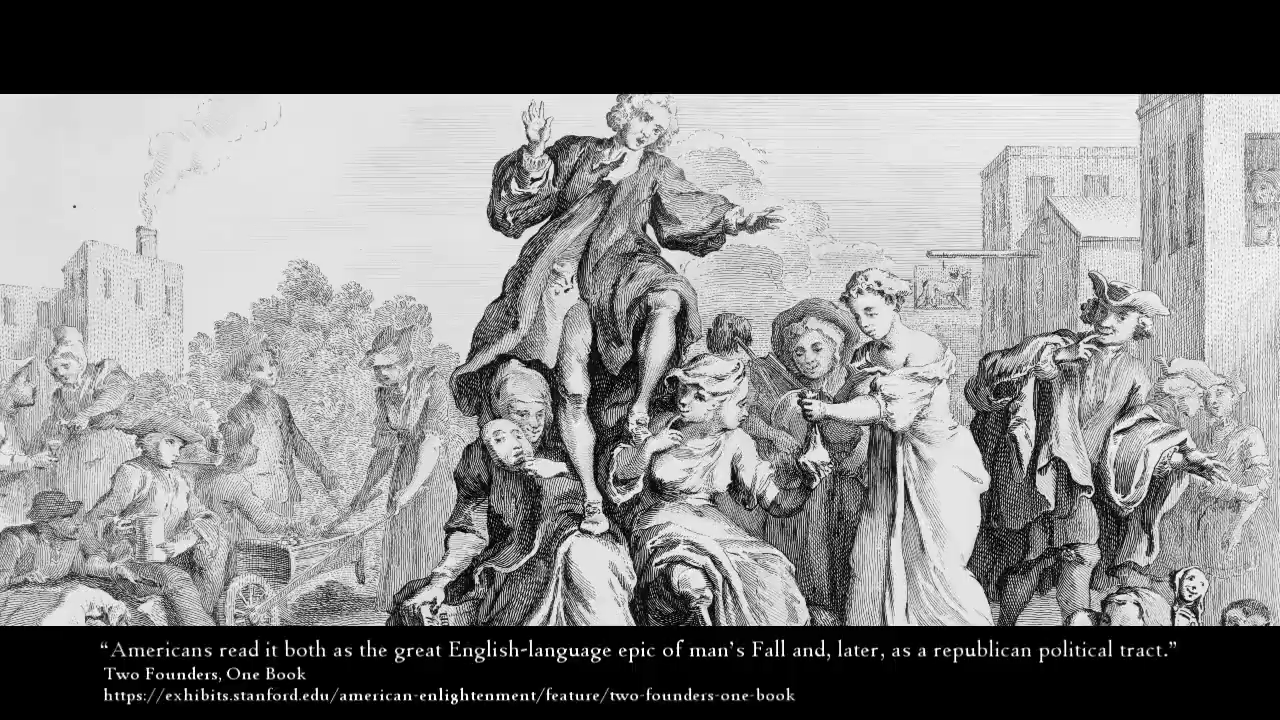 “Americans read it both as the great English-language epic of man’s Fall and, later, as a republican political tract.”
Two Founders, One Book
https://exhibits.stanford.edu/american-enlightenment/feature/two-founders-one-book